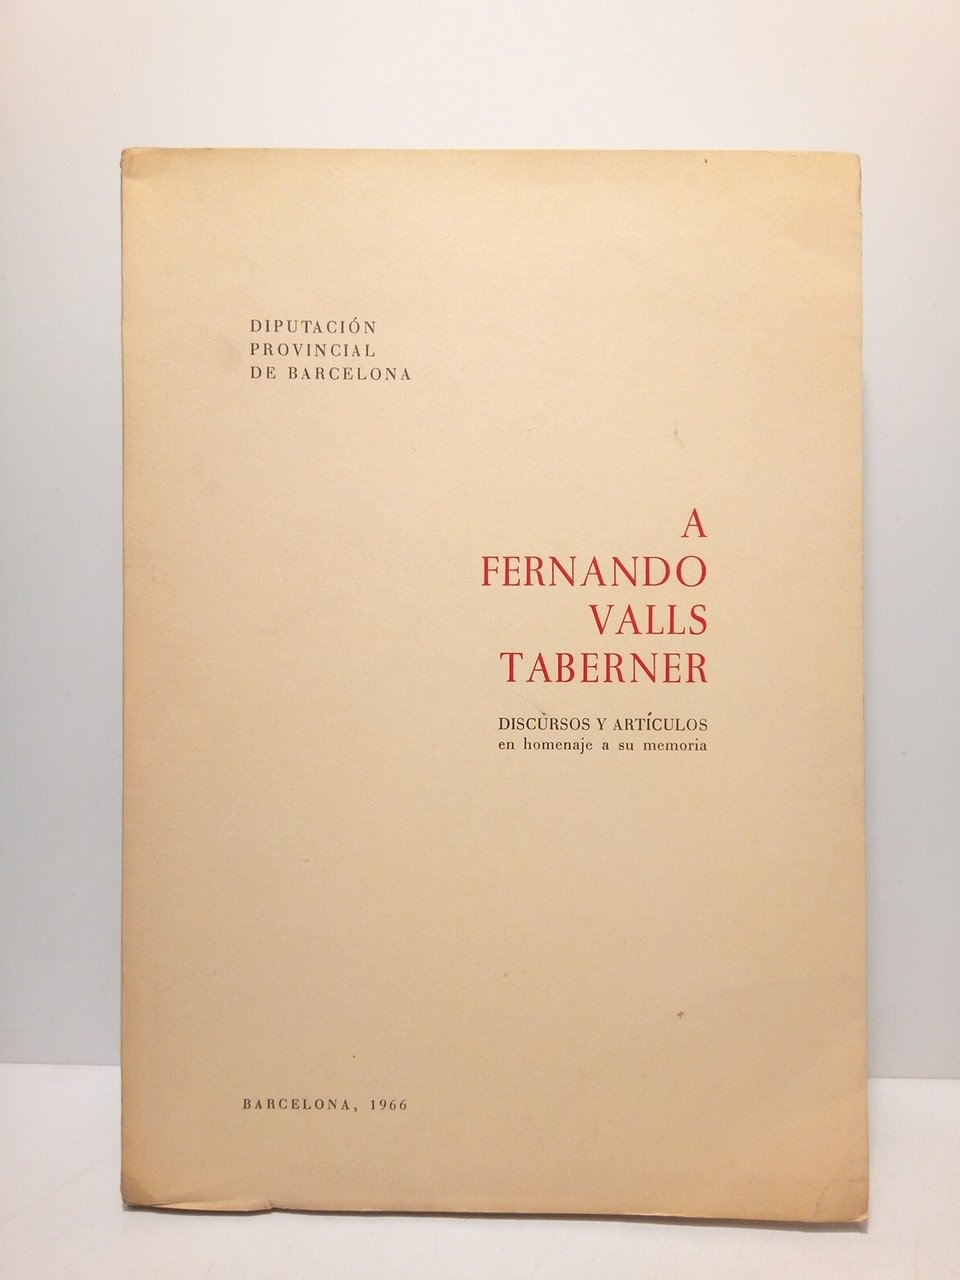 DIPUTACIÓN
PROVINCIAL
DE BARCELONA
A
FERNANDO
VALLS
TABERNER
DISCURSOS Y ARTÍCULOS
en homenaje a su memoria
BARCELONA, 1966